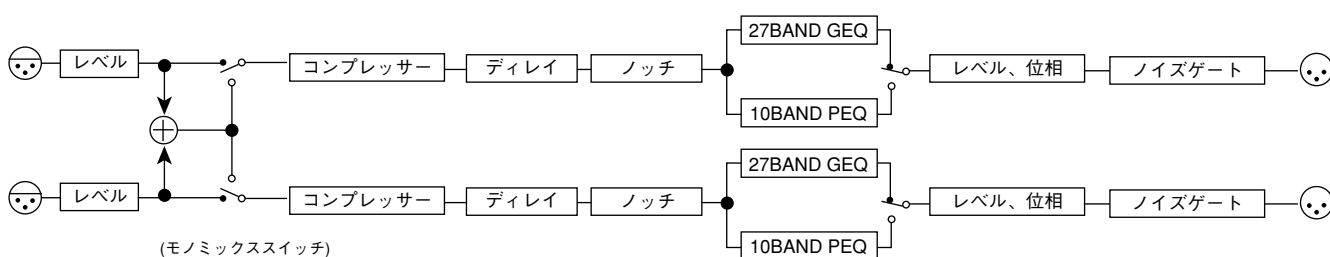 27BAND GEQ
レベル
コンプレッサー
ディレイ
ノッチ
レベル、位相
ノイズゲート
10BAND PEQ
27BAND GEQ
レベル
コンプレッサー
ディレイ
ノッチ
レベル、位相
ノイズゲート
10BAND PEQ
(モノミックススイッチ)